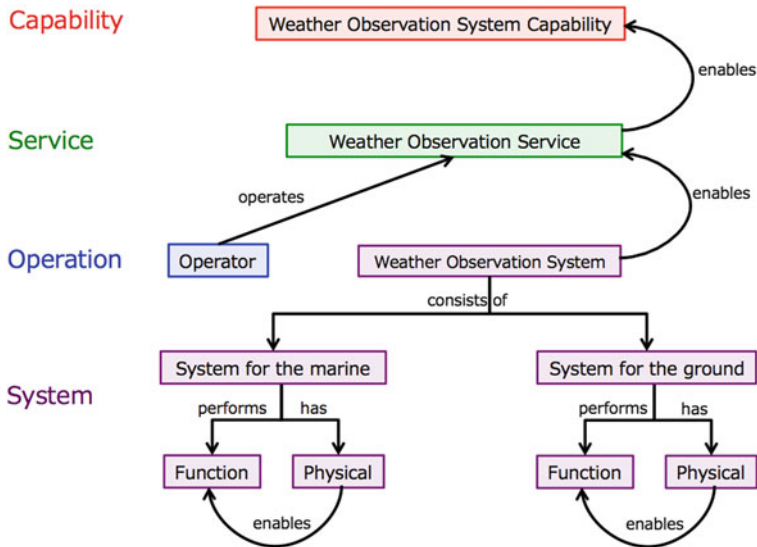 Capability
Weather Observation System Capability
enables
Service
Weather Observation Service
operates
enables
Operation
Operator
Weather Observation System
consists of
System for the marine
System for the ground
System
performs
has
performs
has
Function
Physical
Function
Physical
enables
enables